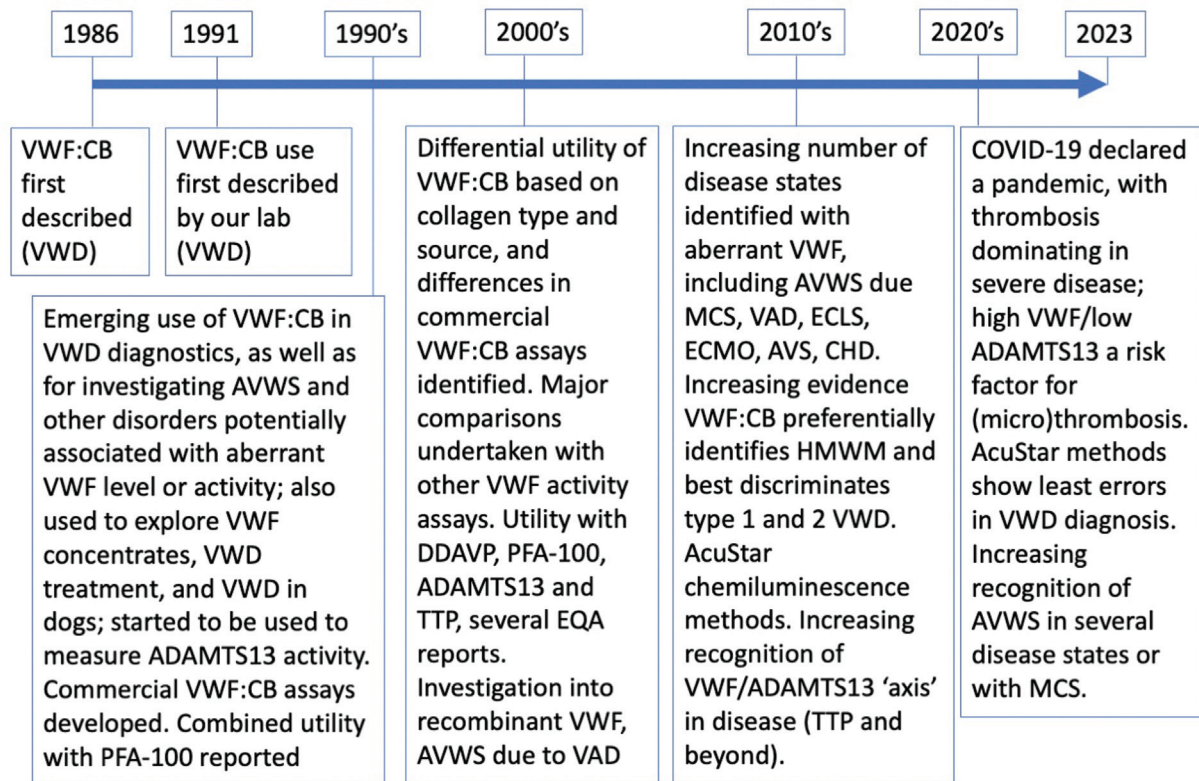 1986
1991
1990's
2000's
2010's
2020's
2023
VWF:CB
first
described
(VWD)
VWF:CB use
first described
by our lab
(VWD)
Emerging use of VWF:CB in
VWD diagnostics, as well as
for investigating AVWS and
other disorders potentially
associated with aberrant
VWF level or activity; also
used to explore VWF
concentrates, VWD
treatment, and VWD in
dogs; started to be used to
measure ADAMTS13 activity.
Commercial VWF:CB assays
developed. Combined utility
with PFA-100 reported
Differential utility of
VWF:CB based on
collagen type and
source, and
differences in
commercial
VWF:CB assays
identified. Major
comparisons
undertaken with
other VWF activity
assays. Utility with
DDAVP, PFA-100,
ADAMTS13 and
TTP, several EQA
reports.
Investigation into
recombinant VWF,
AVWS due to VAD
Increasing number of
disease states
identified with
aberrant VWF,
including AVWS due
MCS, VAD, ECLS,
ECMO, AVS, CHD.
Increasing evidence
VWF:CB preferentially
identifies HMWM and
best discriminates
type 1 and 2 VWD.
AcuStar
chemiluminescence
methods. Increasing
recognition of
VWF/ADAMTS13 ‘axis’
in disease (TTP and
beyond).
COVID-19 declared
a pandemic, with
thrombosis
dominating in
severe disease;
high VWF/low
ADAMTS13 a risk
factor for
(micro)thrombosis.
AcuStar methods
show least errors
in VWD diagnosis.
Increasing
recognition of
AVWS in several
disease states or
with MCS.